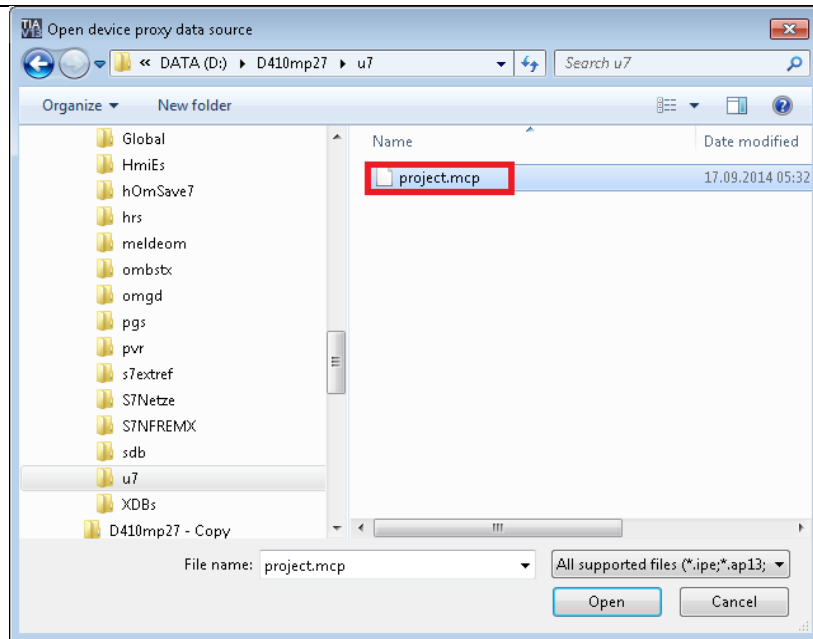 Open device proxy data source
« DATA (D:) ▸ D410mp27 ▸ u7
Search u7
Organize ▾ New folder
Name
Date modified
project.mcp
17.09.2014 05:32
Global
HmiEs
hOmSave7
hrs
meldeom
ombstx
omgd
pgs
pvr
s7extref
S7Netze
S7NFREMX
sdb
u7
XDBs
D410mp27 - Copy
File name: project.mcp
All supported files (*.ipe;*.ap13;
Open
Cancel